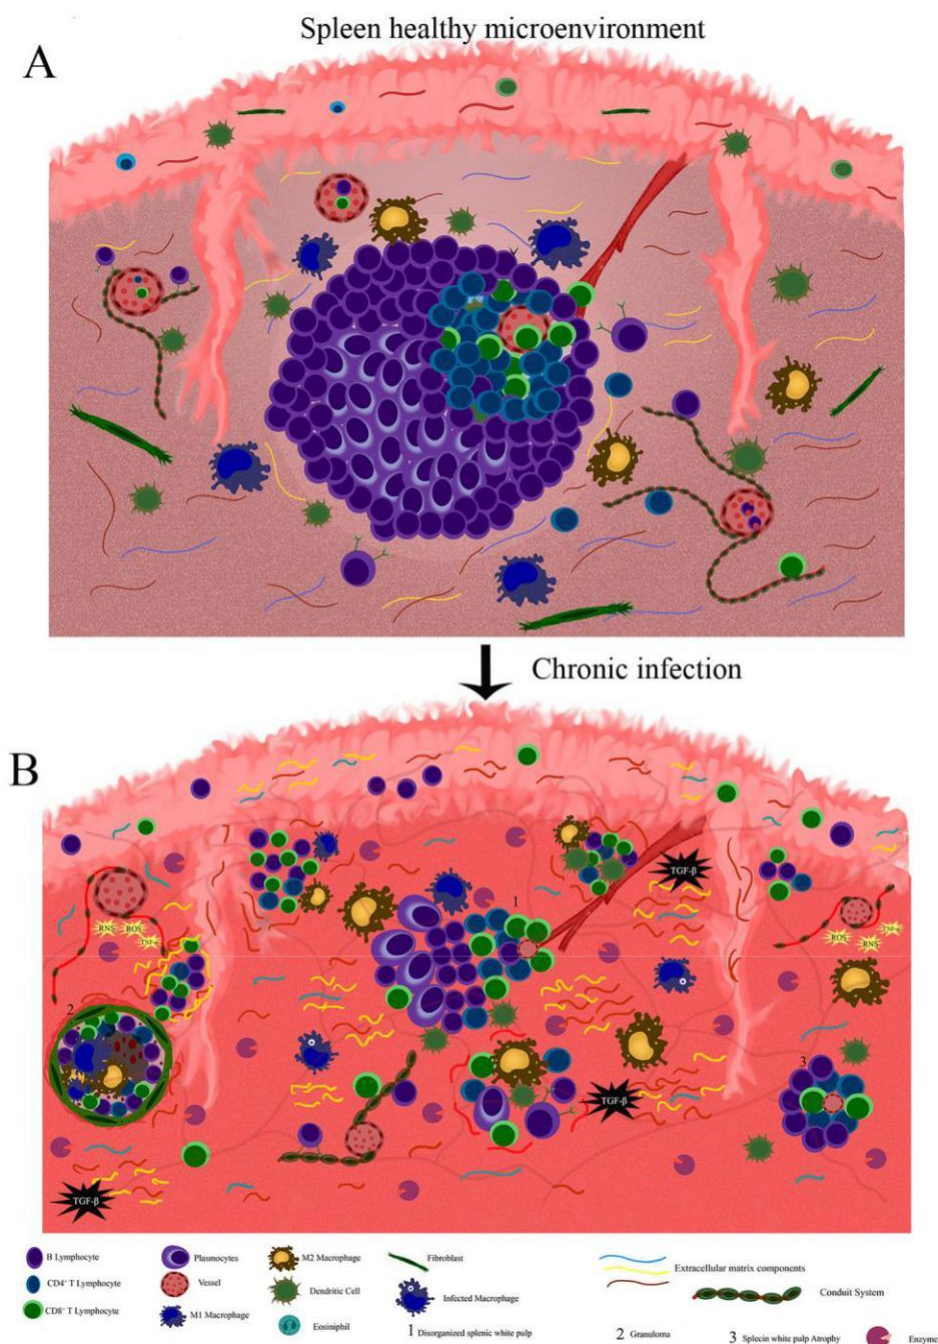 Spleen healthy microenvironment
A
Chronic infection
B
1
TGF-β
RNS ROS TNF-α
ROS RNS TNF-α
2
3
TGF-β
TGF-β
B Lymphocyte
Plasmocytes
M2 Macrophage
Fibroblast
Extracellular matrix components
CD4⁺ T Lymphocyte
Vessel
Dendritic Cell
Infected Macrophage
Conduit System
CD8⁺ T Lymphocyte
M1 Macrophage
Eosiniphil
1 Disorganized splenic white pulp
2 Granuloma
3 Splecin white pulp Atrophy
Enzyme